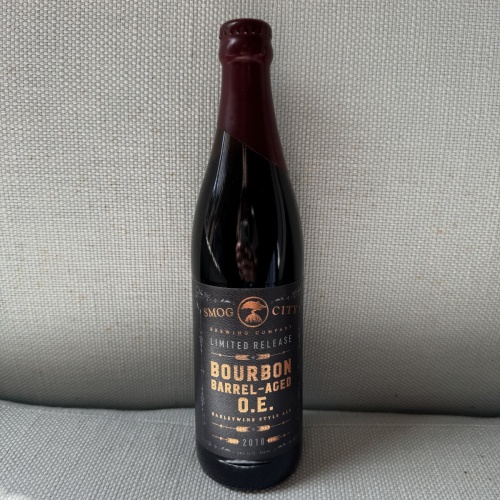 SMOG CITY
BREWING COMPANY
LIMITED RELEASE
BOURBON
BARREL-AGED
O.E.
BARLEYWINE STYLE ALE
2018